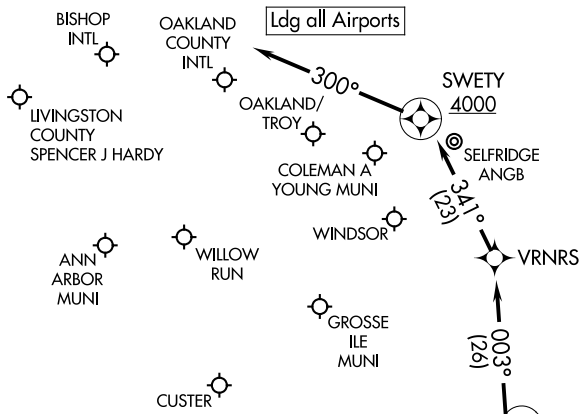 BISHOP
INTL
OAKLAND
COUNTY
INTL
Ldg all Airports
300°
SWETY
4000
LIVINGSTON
COUNTY
SPENCER J HARDY
OAKLAND/
TROY
COLEMAN A
YOUNG MUNI
SELFRIDGE
ANGB
341°
(23)
WINDSOR
ANN
ARBOR
MUNI
WILLOW
RUN
VRNRS
GROSSE
ILE
MUNI
003°
(26)
CUSTER